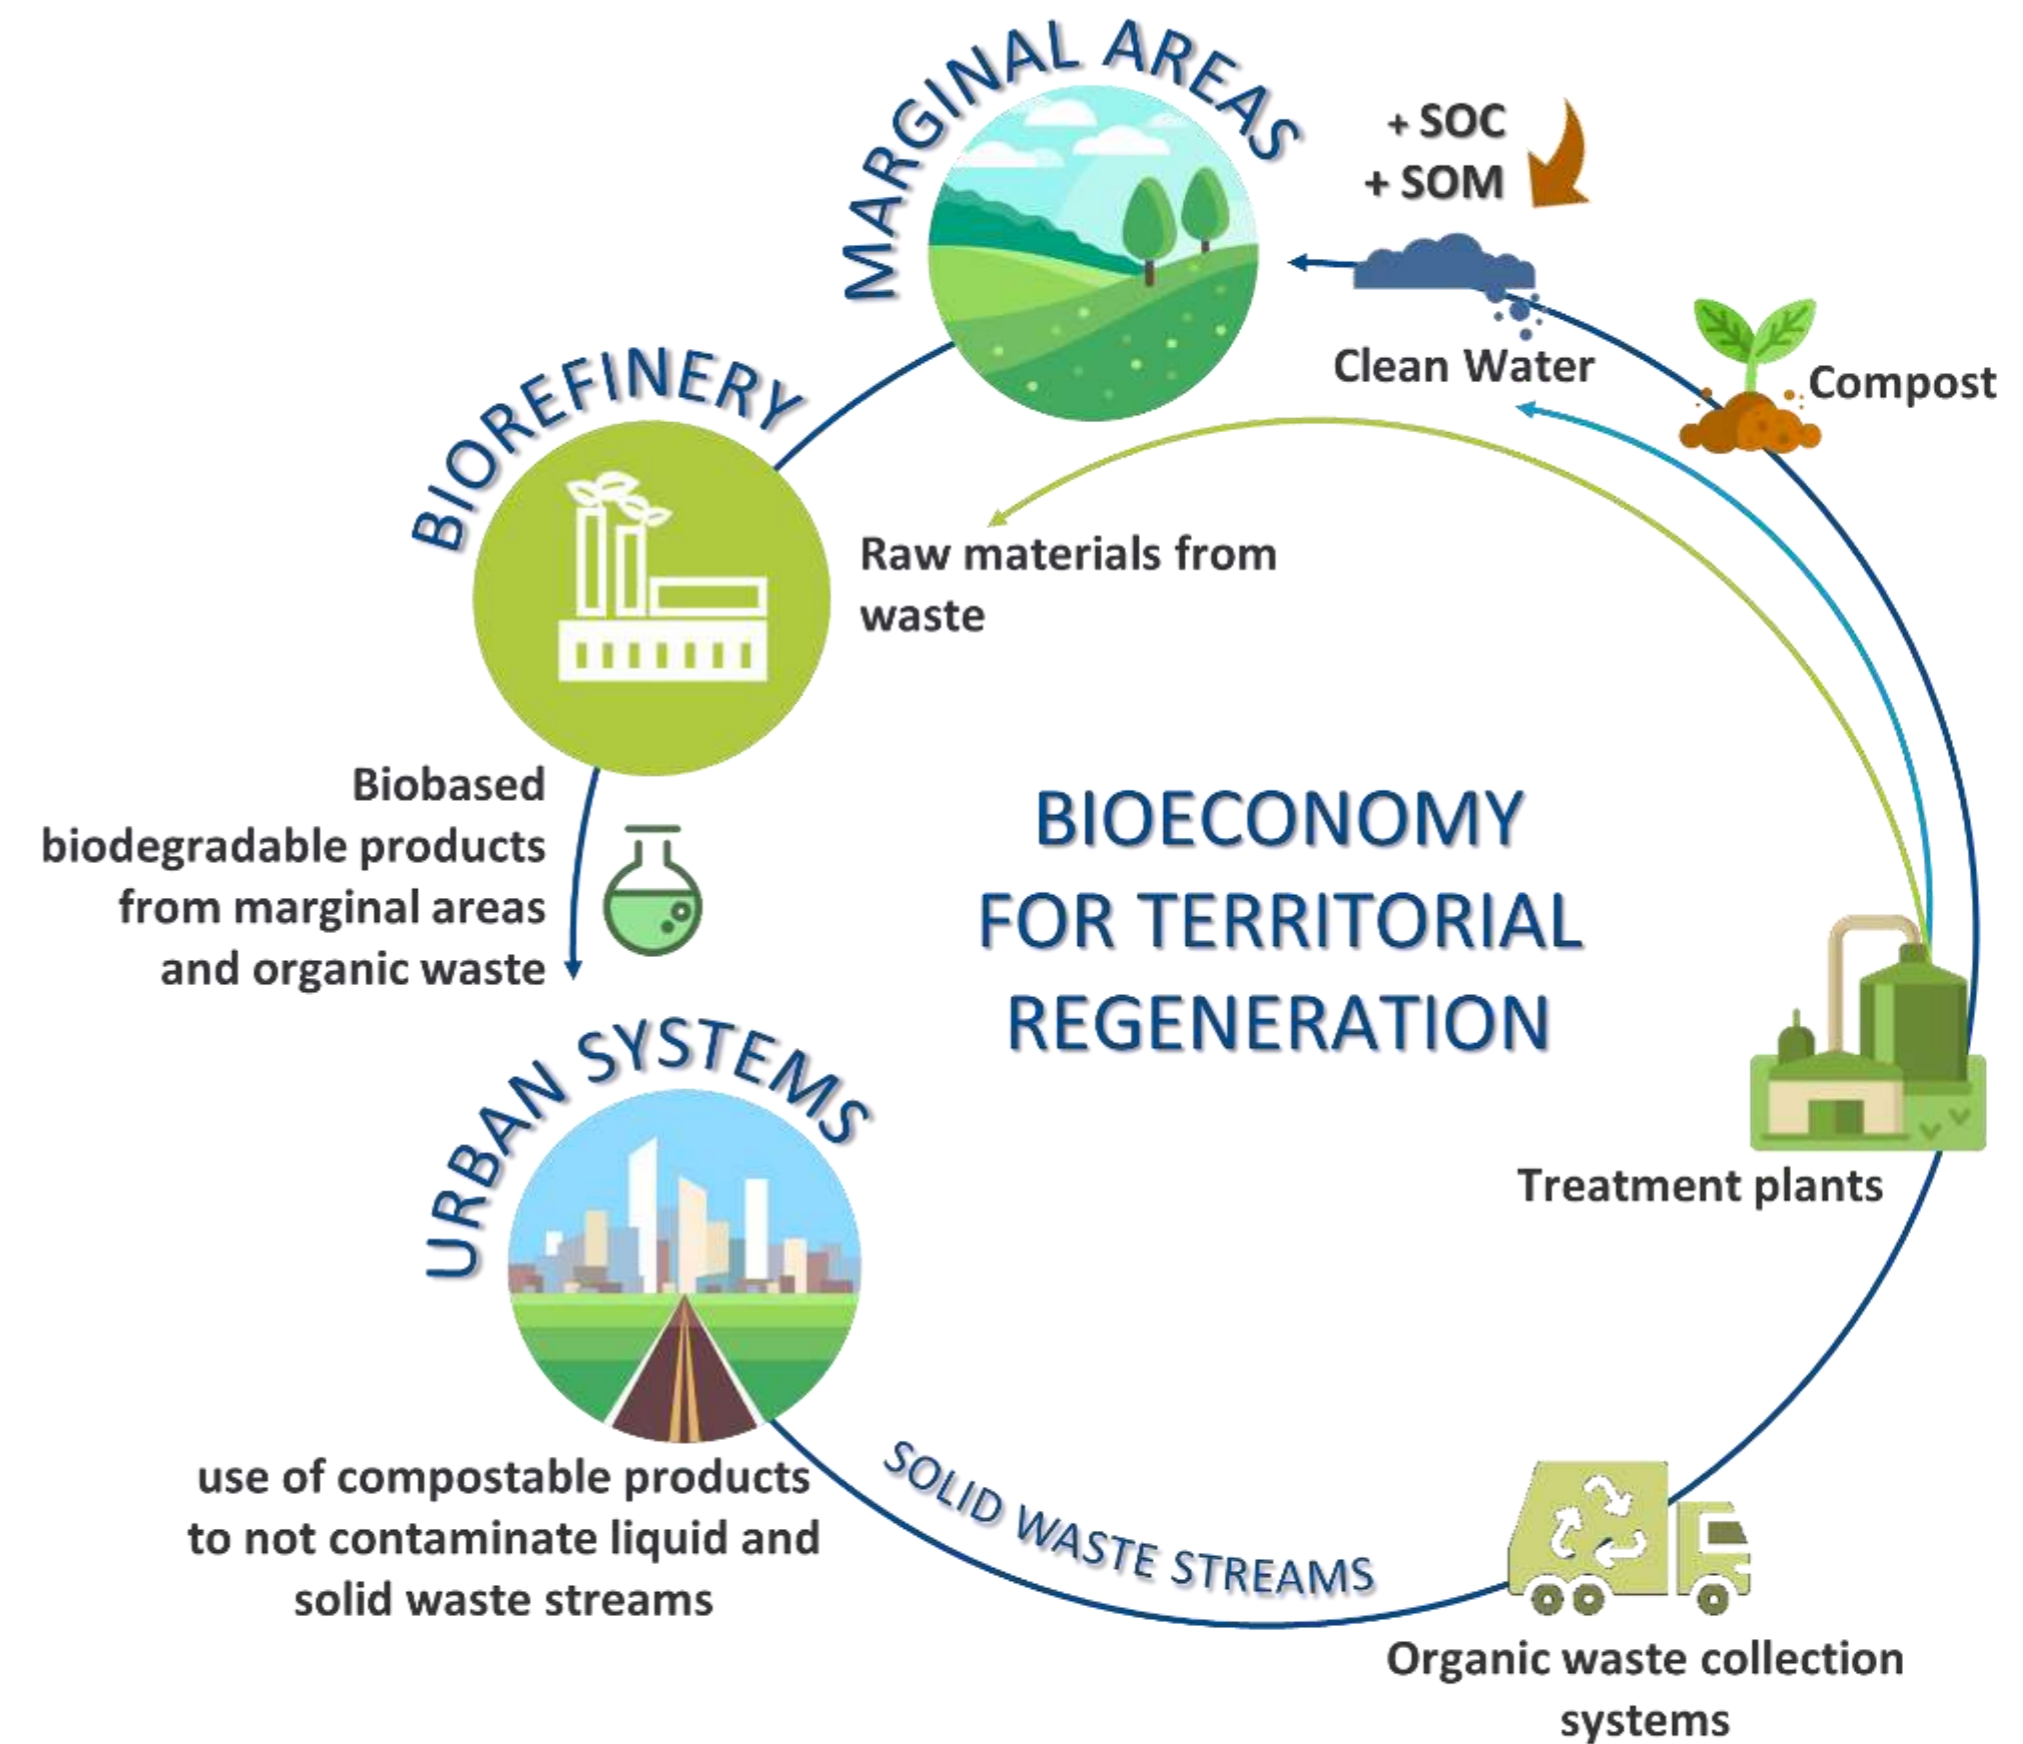 MARGINAL AREAS
+ SOC
+ SOM
Clean Water
Compost
BIOREFINERY
Raw materials from
waste
Biobased
biodegradable products
from marginal areas
and organic waste
BIOECONOMY
FOR TERRITORIAL
REGENERATION
URBAN SYSTEMS
Treatment plants
use of compostable products
to not contaminate liquid and
solid waste streams
SOLID WASTE STREAMS
Organic waste collection
systems